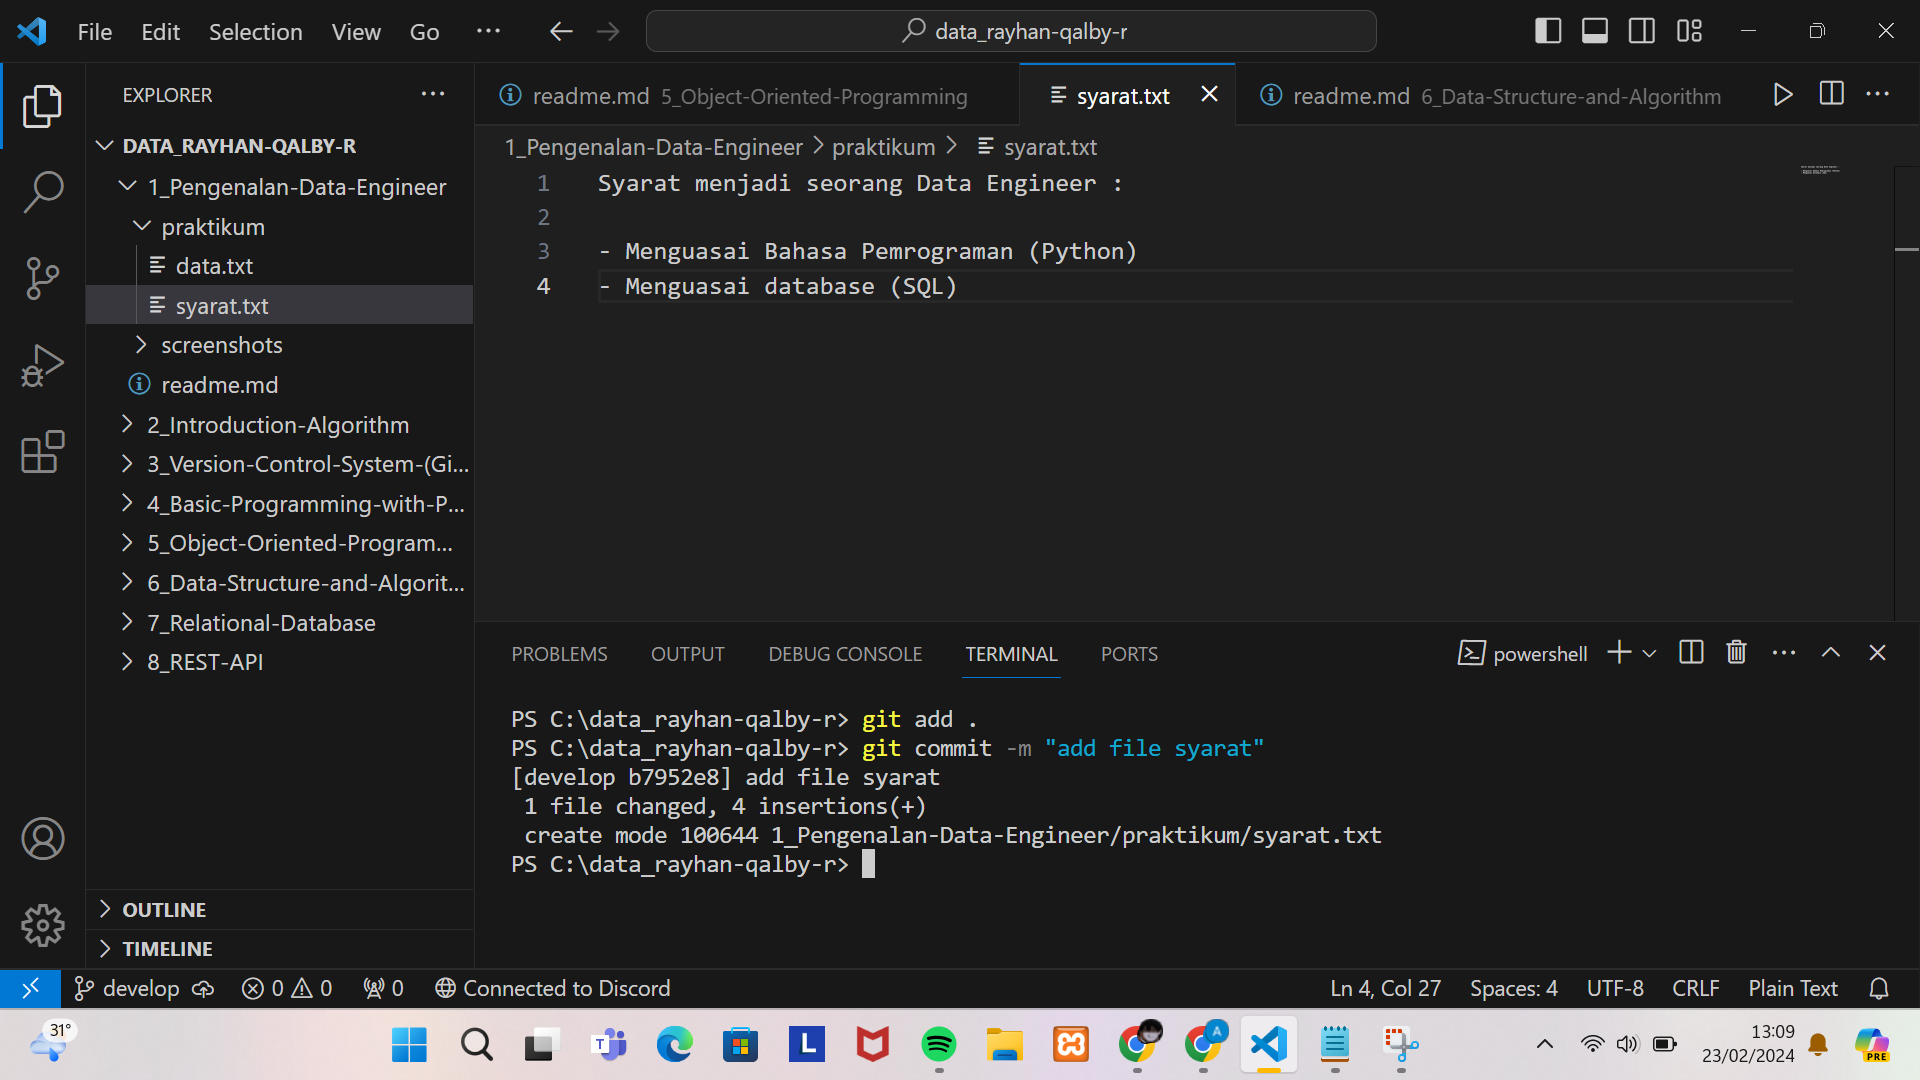 File Edit Selection View Go ··· data_rayhan-qalby-r
EXPLORER ···
DATA_RAYHAN-QALBY-R
1_Pengenalan-Data-Engineer
praktikum
data.txt
syarat.txt
screenshots
readme.md
2_Introduction-Algorithm
3_Version-Control-System-(Gi...
4_Basic-Programming-with-P...
5_Object-Oriented-Program...
6_Data-Structure-and-Algorit...
7_Relational-Database
8_REST-API
OUTLINE
TIMELINE
readme.md 5_Object-Oriented-Programming syarat.txt readme.md 6_Data-Structure-and-Algorithm
1_Pengenalan-Data-Engineer > praktikum > syarat.txt
1 Syarat menjadi seorang Data Engineer :
2
3 - Menguasai Bahasa Pemrograman (Python)
4 - Menguasai database (SQL)
PROBLEMS OUTPUT DEBUG CONSOLE TERMINAL PORTS powershell
PS C:\data_rayhan-qalby-r> git add .
PS C:\data_rayhan-qalby-r> git commit -m "add file syarat"
[develop b7952e8] add file syarat
1 file changed, 4 insertions(+)
create mode 100644 1_Pengenalan-Data-Engineer/praktikum/syarat.txt
PS C:\data_rayhan-qalby-r>
develop 0 0 0 Connected to Discord Ln 4, Col 27 Spaces: 4 UTF-8 CRLF Plain Text
31° T L A 13:09 PRE
23/02/2024